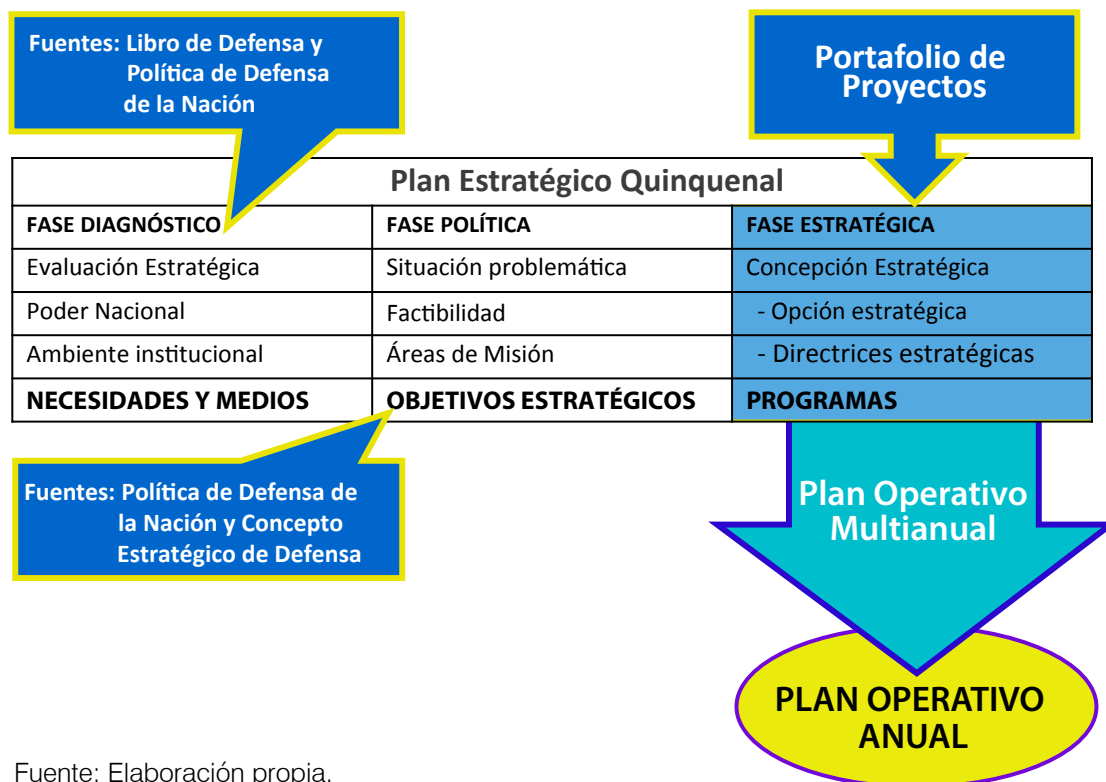 Fuentes: Libro de Defensa y
Política de Defensa
de la Nación
Portafolio de
Proyectos
Plan Estratégico Quinquenal
FASE DIAGNÓSTICO
FASE POLÍTICA
FASE ESTRATÉGICA
Evaluación Estratégica
Situación problemática
Concepción Estratégica
Poder Nacional
Factibilidad
- Opción estratégica
Ambiente institucional
Áreas de Misión
- Directrices estratégicas
NECESIDADES Y MEDIOS
OBJETIVOS ESTRATÉGICOS
PROGRAMAS
Fuentes: Política de Defensa de
la Nación y Concepto
Estratégico de Defensa
Plan Operativo
Multianual
PLAN OPERATIVO
ANUAL
Fuente: Elaboración propia.